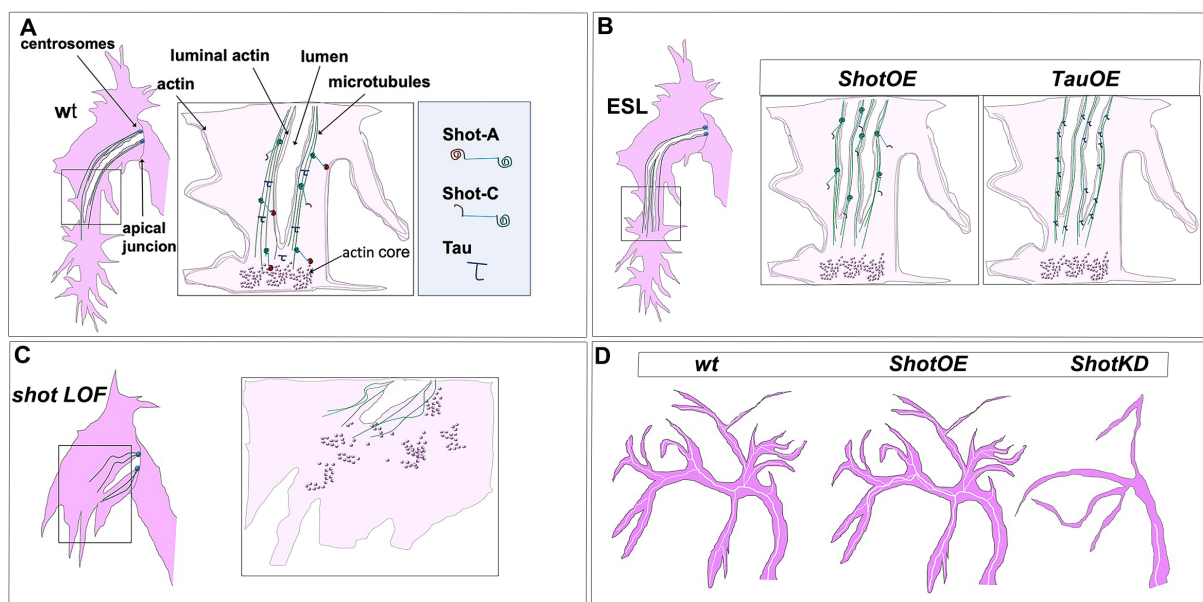 A
centrosomes
luminal actin
lumen
actin
microtubules
wt
apical
juncion
actin core
Shot-A
Shot-C
Tau
B
ESL
ShotOE
TauOE
C
shot LOF
D
wt
ShotOE
ShotKD